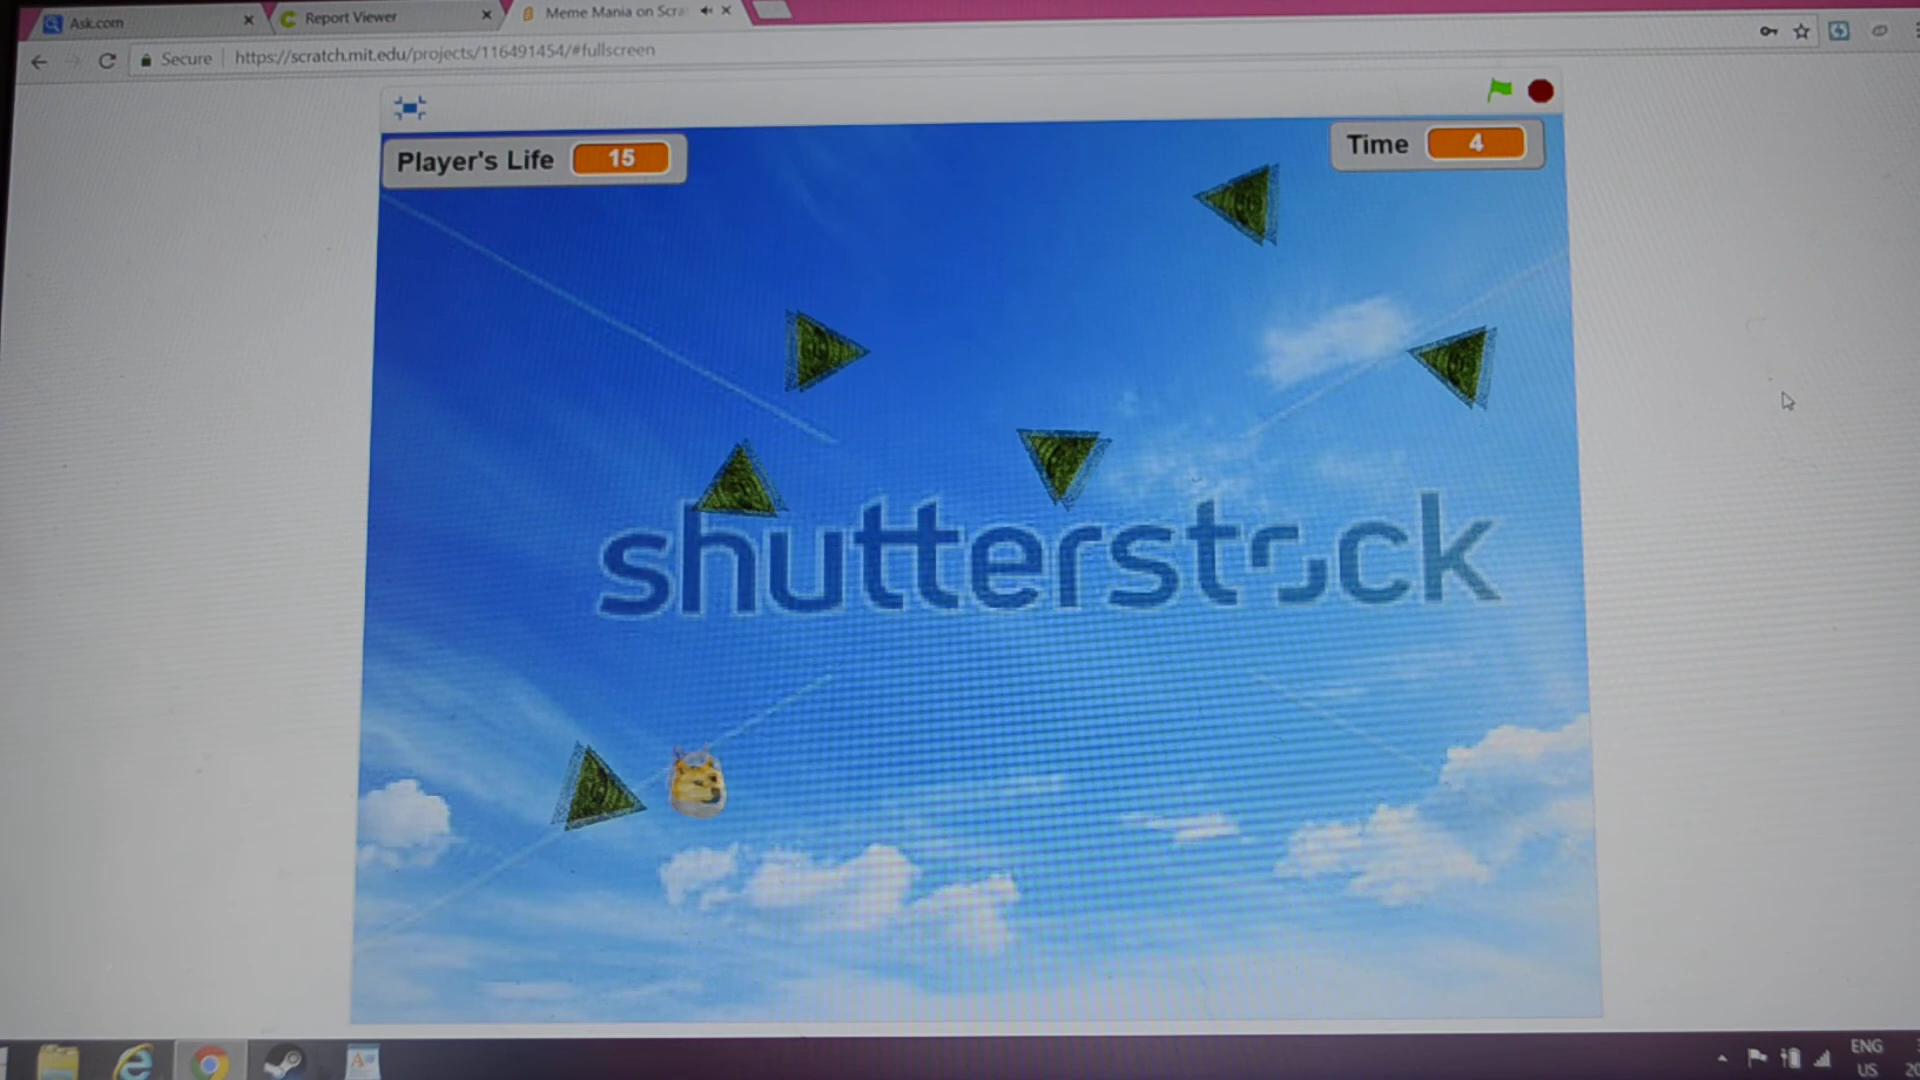 Ask.com
Report Viewer
Meme Mania on Scra
Secure
https://scratch.mit.edu/projects/116491454/#fullscreen
Player's Life 15
Time 4
shutterstock
ENG
US